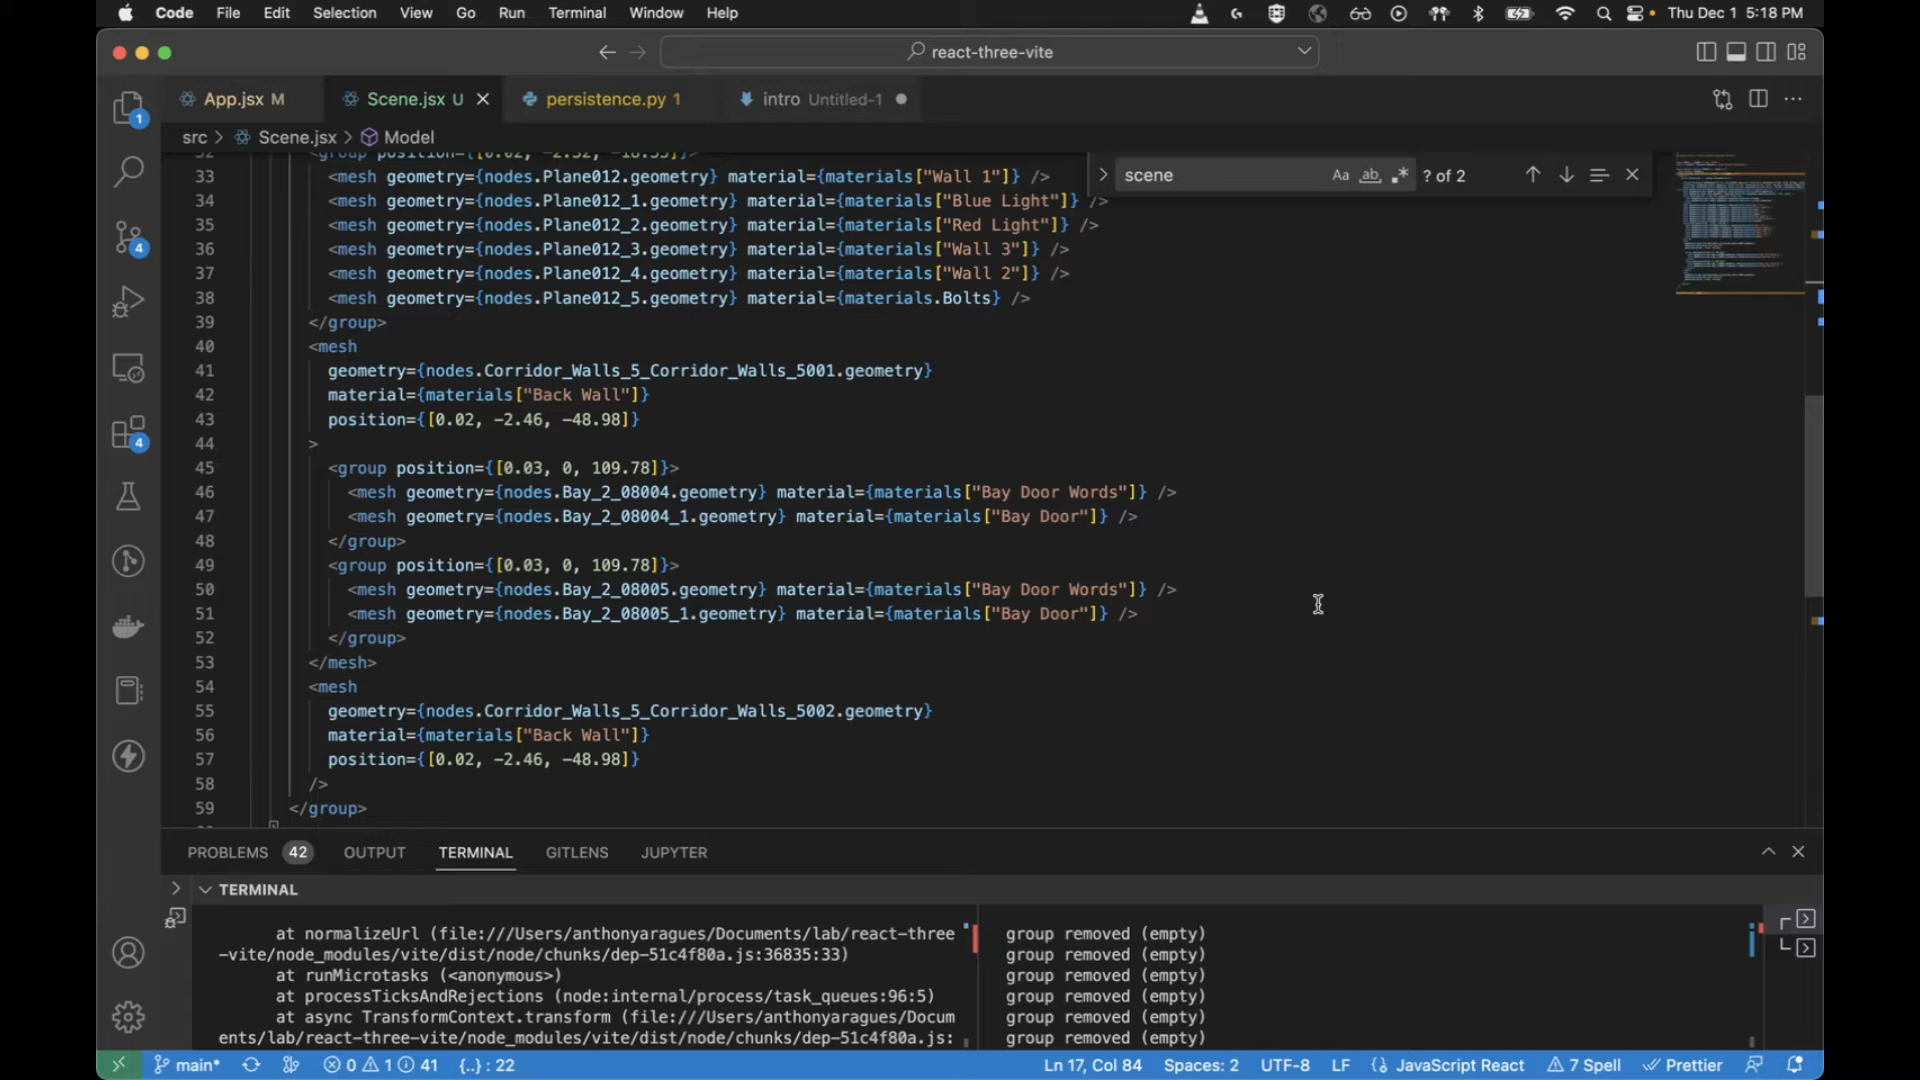 Code File Edit Selection View Go Run Terminal Window Help Thu Dec 1 5:18 PM
react-three-vite
App.jsx M Scene.jsx U persistence.py 1 intro Untitled-1
src > Scene.jsx > Model
scene Aa ab ? of 2
32 <group position={[0.02, -2.52, -18.55]}>
33 <mesh geometry={nodes.Plane012.geometry} material={materials["Wall 1"]} />
34 <mesh geometry={nodes.Plane012_1.geometry} material={materials["Blue Light"]} />
35 <mesh geometry={nodes.Plane012_2.geometry} material={materials["Red Light"]} />
36 <mesh geometry={nodes.Plane012_3.geometry} material={materials["Wall 3"]} />
37 <mesh geometry={nodes.Plane012_4.geometry} material={materials["Wall 2"]} />
38 <mesh geometry={nodes.Plane012_5.geometry} material={materials.Bolts} />
39 </group>
40 <mesh
41 geometry={nodes.Corridor_Walls_5_Corridor_Walls_5001.geometry}
42 material={materials["Back Wall"]}
43 position={[0.02, -2.46, -48.98]}
44 >
45 <group position={[0.03, 0, 109.78]}>
46 <mesh geometry={nodes.Bay_2_08004.geometry} material={materials["Bay Door Words"]} />
47 <mesh geometry={nodes.Bay_2_08004_1.geometry} material={materials["Bay Door"]} />
48 </group>
49 <group position={[0.03, 0, 109.78]}>
50 <mesh geometry={nodes.Bay_2_08005.geometry} material={materials["Bay Door Words"]} />
51 <mesh geometry={nodes.Bay_2_08005_1.geometry} material={materials["Bay Door"]} />
52 </group>
53 </mesh>
54 <mesh
55 geometry={nodes.Corridor_Walls_5_Corridor_Walls_5002.geometry}
56 material={materials["Back Wall"]}
57 position={[0.02, -2.46, -48.98]}
58 />
59 </group>
1
4
4
PROBLEMS 42 OUTPUT TERMINAL GITLENS JUPYTER
TERMINAL
at normalizeUrl (file:///Users/anthonyaragues/Documents/lab/react-three
-vite/node_modules/vite/dist/node/chunks/dep-51c4f80a.js:36835:33)
at runMicrotasks (<anonymous>)
at processTicksAndRejections (node:internal/process/task_queues:96:5)
at async TransformContext.transform (file:///Users/anthonyaragues/Docum
ents/lab/react-three-vite/node_modules/vite/dist/node/chunks/dep-51c4f80a.js:
group removed (empty)
group removed (empty)
group removed (empty)
group removed (empty)
group removed (empty)
group removed (empty)
main* 0 1 41 {..} : 22 Ln 17, Col 84 Spaces: 2 UTF-8 LF JavaScript React 7 Spell Prettier